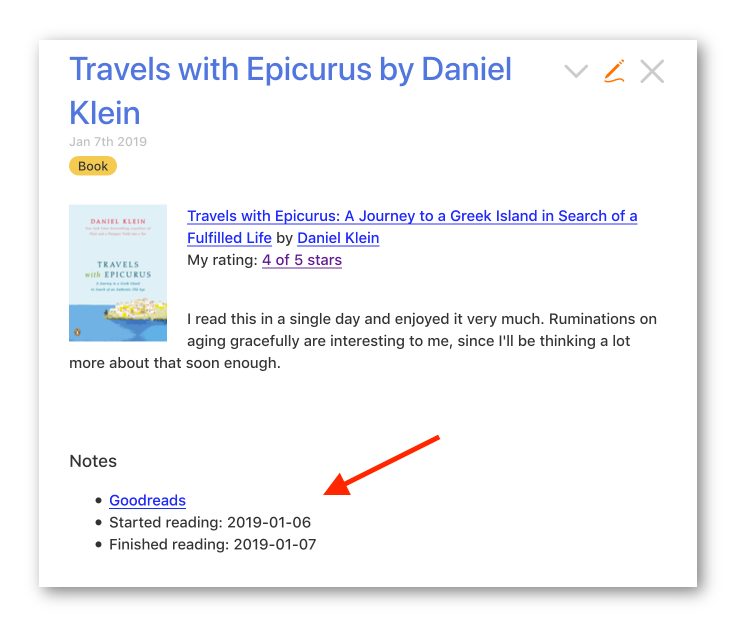 Travels with Epicurus by Daniel
Klein
Jan 7th 2019
Book
DANIEL KLEIN
TRAVELS
with EPICURUS
Travels with Epicurus: A Journey to a Greek Island in Search of a
Fulfilled Life by Daniel Klein
My rating: 4 of 5 stars
I read this in a single day and enjoyed it very much. Ruminations on
aging gracefully are interesting to me, since I'll be thinking a lot
more about that soon enough.
Notes
Goodreads
Started reading: 2019-01-06
Finished reading: 2019-01-07